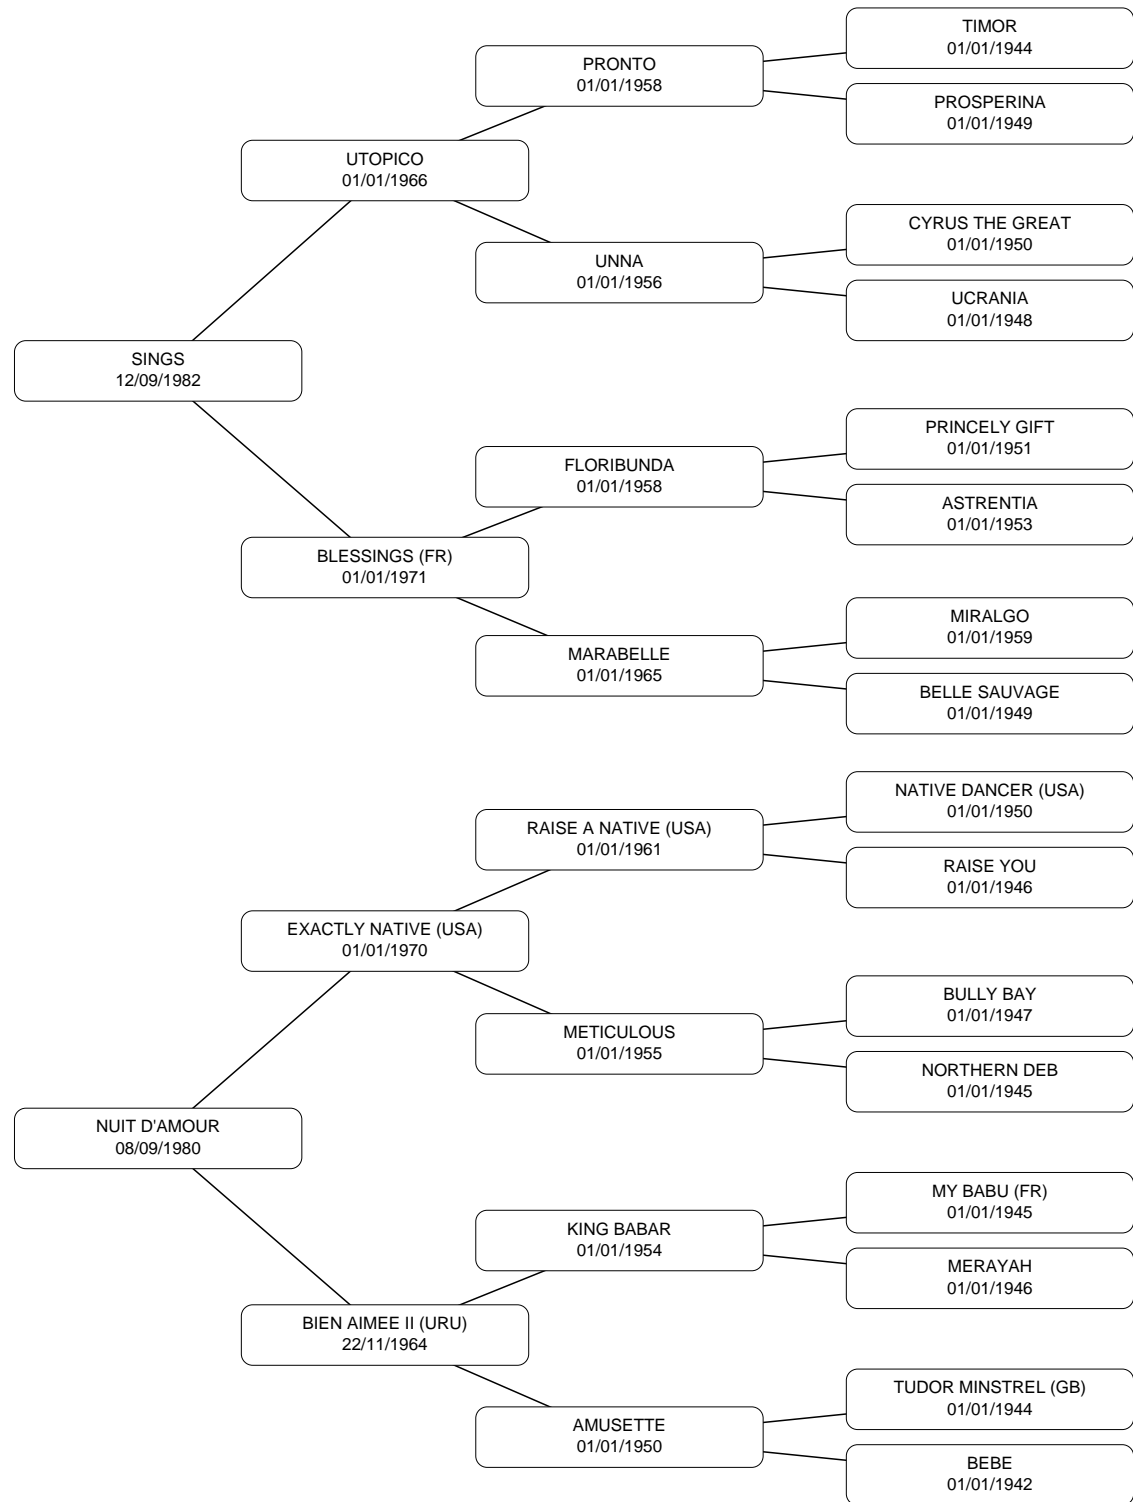 TIMOR
01/01/1944
PRONTO
01/01/1958
PROSPERINA
01/01/1949
UTOPICO
01/01/1966
CYRUS THE GREAT
01/01/1950
UNNA
01/01/1956
UCRANIA
01/01/1948
SINGS
12/09/1982
PRINCELY GIFT
01/01/1951
FLORIBUNDA
01/01/1958
ASTRENTIA
01/01/1953
BLESSINGS (FR)
01/01/1971
MIRALGO
01/01/1959
MARABELLE
01/01/1965
BELLE SAUVAGE
01/01/1949
NATIVE DANCER (USA)
01/01/1950
RAISE A NATIVE (USA)
01/01/1961
RAISE YOU
01/01/1946
EXACTLY NATIVE (USA)
01/01/1970
BULLY BAY
01/01/1947
METICULOUS
01/01/1955
NORTHERN DEB
01/01/1945
NUIT D'AMOUR
08/09/1980
MY BABU (FR)
01/01/1945
KING BABAR
01/01/1954
MERAYAH
01/01/1946
BIEN AIMEE II (URU)
22/11/1964
TUDOR MINSTREL (GB)
01/01/1944
AMUSETTE
01/01/1950
BEBE
01/01/1942